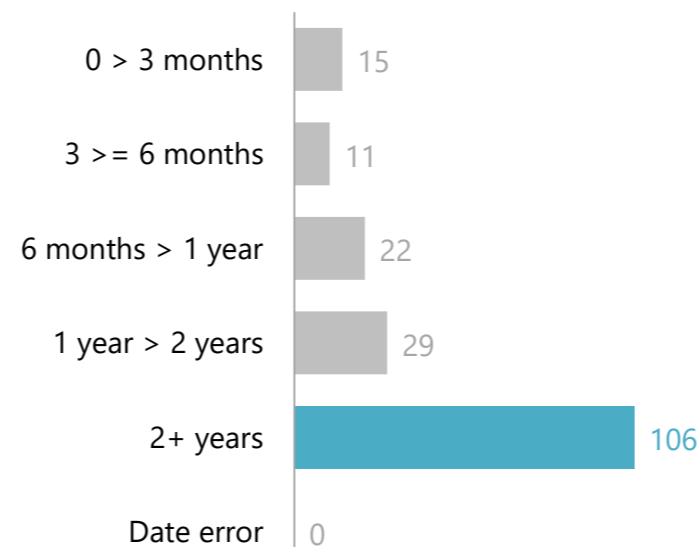 0 > 3 months 15
3 >= 6 months 11
6 months > 1 year 22
1 year > 2 years 29
2+ years 106
Date error 0